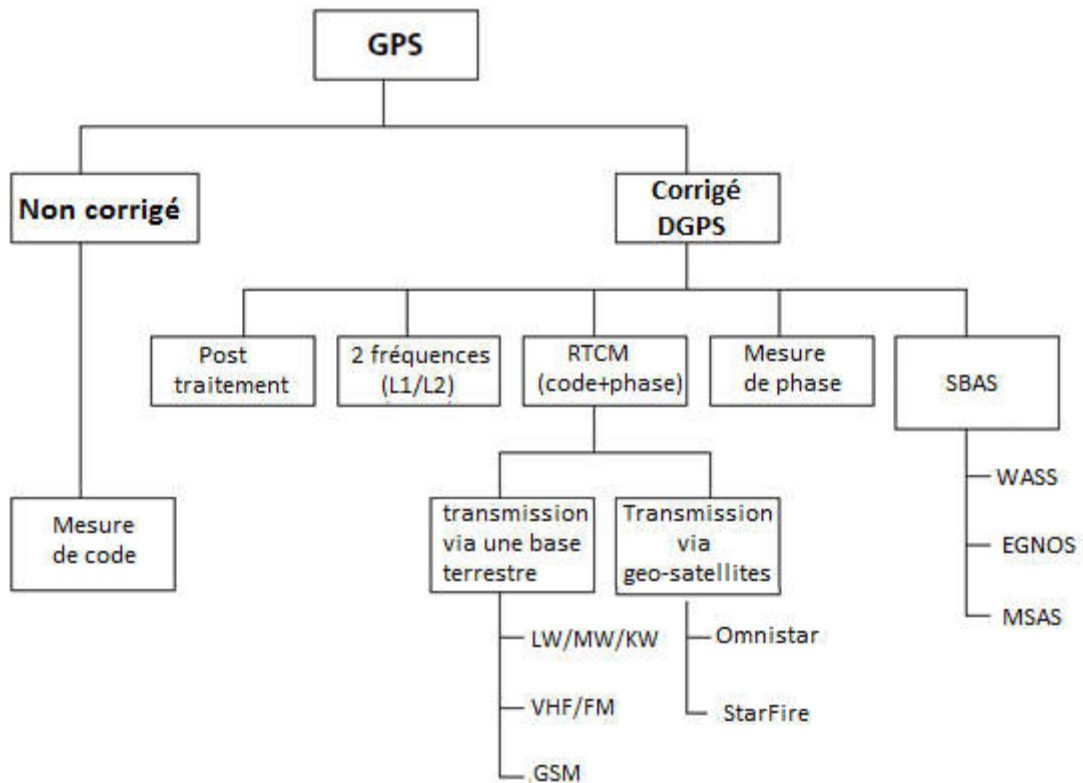 GPS
Non corrigé
Corrigé
DGPS
Post
traitement
2 fréquences
(L1/L2)
RTCM
(code+phase)
Mesure
de phase
SBAS
WASS
EGNOS
MSAS
Mesure
de code
transmission
via une base
terrestre
Transmission
via
geo-satellites
LW/MW/KW
VHF/FM
GSM
Omnistar
StarFire